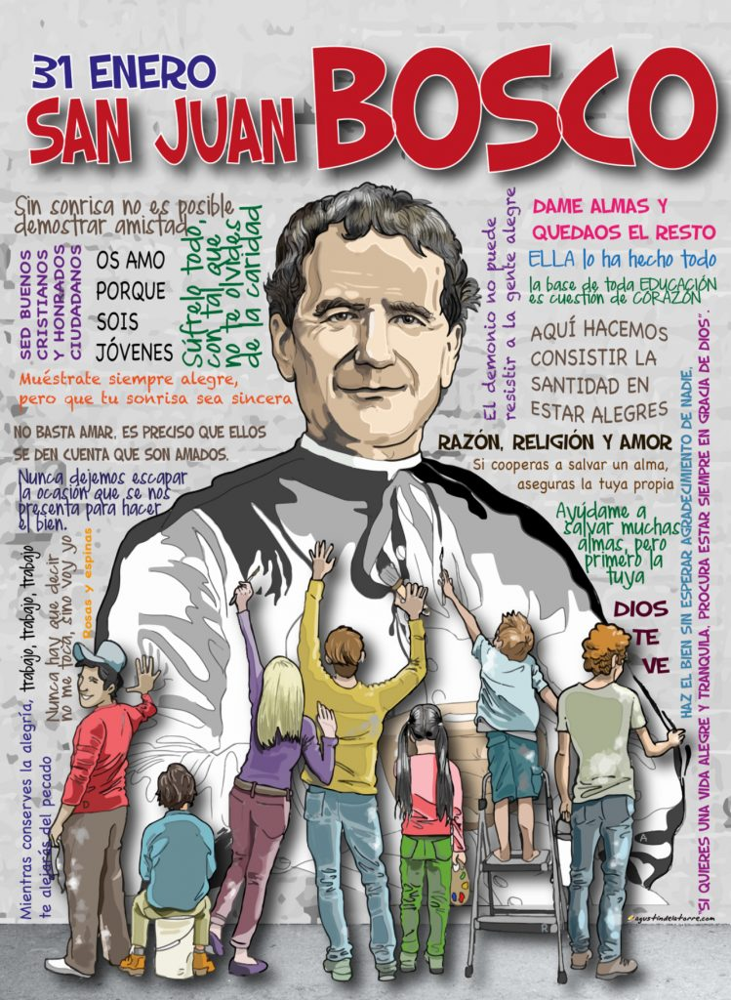 31 ENERO
SAN JUAN BOSCO
Sin sonrisa no es posible
demostrar amistad
SED BUENOS
CRISTIANOS
Y HONRADOS
CIUDADANOS
OS AMO
PORQUE
SOIS
JÓVENES
Súfrelo todo,
con tal que
no te olvides
de la caridad
Muéstrate siempre alegre,
pero que tu sonrisa sea sincera
NO BASTA AMAR, ES PRECISO QUE ELLOS
SE DEN CUENTA QUE SON AMADOS.
Nunca dejemos escapar
la ocasión que se nos
presenta para hacer
el bien.
trabajo, trabajo, trabajo
Nunca hay que decir
no me toca, sino voy yo
Rosas y espinas
Mientras conserves la alegría,
te alejarás del pecado
El demonio no puede
resistir a la gente alegre
DAME ALMAS Y
QUEDAOS EL RESTO
ELLA lo ha hecho todo
la base de toda EDUCACIÓN
es cuestión de CORAZÓN
AQUÍ HACEMOS
CONSISTIR LA
SANTIDAD EN
ESTAR ALEGRES
RAZÓN, RELIGIÓN Y AMOR
Si cooperas a salvar un alma,
aseguras la tuya propia
Ayúdame a
salvar muchas
almas, pero
primero la
tuya
DIOS
TE
VE
HAZ EL BIEN SIN ESPERAR AGRADECIMIENTO DE NADIE.
"SI QUIERES UNA VIDA ALEGRE Y TRANQUILA, PROCURA ESTAR SIEMPRE EN GRACIA DE DIOS".
agustindelatorre.com